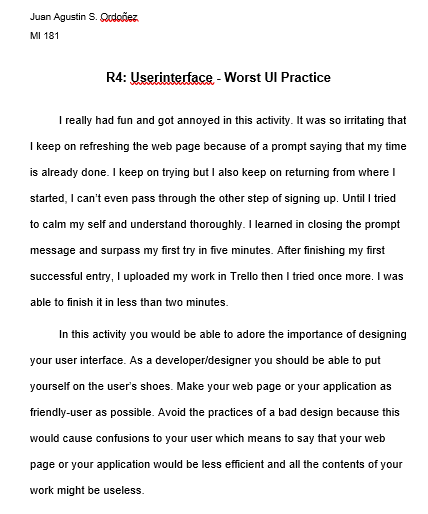 Juan Agustin S. Ordoñez
MI 181
R4: Userinterface - Worst UI Practice
I really had fun and got annoyed in this activity. It was so irritating that
I keep on refreshing the web page because of a prompt saying that my time
is already done. I keep on trying but I also keep on returning from where I
started, I can't even pass through the other step of signing up. Until I tried
to calm my self and understand thoroughly. I learned in closing the prompt
message and surpass my first try in five minutes. After finishing my first
successful entry, I uploaded my work in Trello then I tried once more. I was
able to finish it in less than two minutes.
In this activity you would be able to adore the importance of designing
your user interface. As a developer/designer you should be able to put
yourself on the user's shoes. Make your web page or your application as
friendly-user as possible. Avoid the practices of a bad design because this
would cause confusions to your user which means to say that your web
page or your application would be less efficient and all the contents of your
work might be useless.